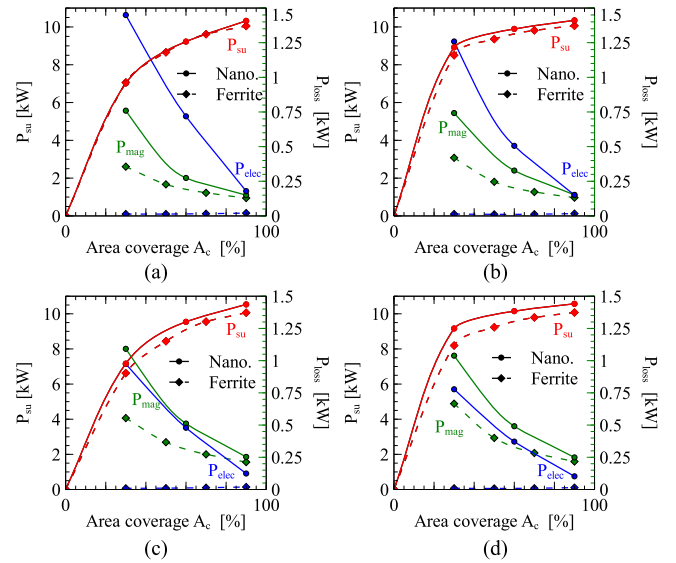 10
8
6
4
2
0
P_su [kW]
1.5
1.25
1
0.75
0.5
0.25
0
P_loss [kW]
P_su
Nano.
Ferrite
P_mag
P_elec
0
100
Area coverage A_c [%]
(a)
10
8
6
4
2
0
P_su [kW]
1.5
1.25
1
0.75
0.5
0.25
0
P_loss [kW]
P_su
Nano.
Ferrite
P_mag
P_elec
0
100
Area coverage A_c [%]
(b)
10
8
6
4
2
0
P_su [kW]
1.5
1.25
1
0.75
0.5
0.25
0
P_loss [kW]
P_su
Nano.
Ferrite
P_mag
P_elec
0
100
Area coverage A_c [%]
(c)
10
8
6
4
2
0
P_su [kW]
1.5
1.25
1
0.75
0.5
0.25
0
P_loss [kW]
P_su
Nano.
Ferrite
P_mag
P_elec
0
100
Area coverage A_c [%]
(d)